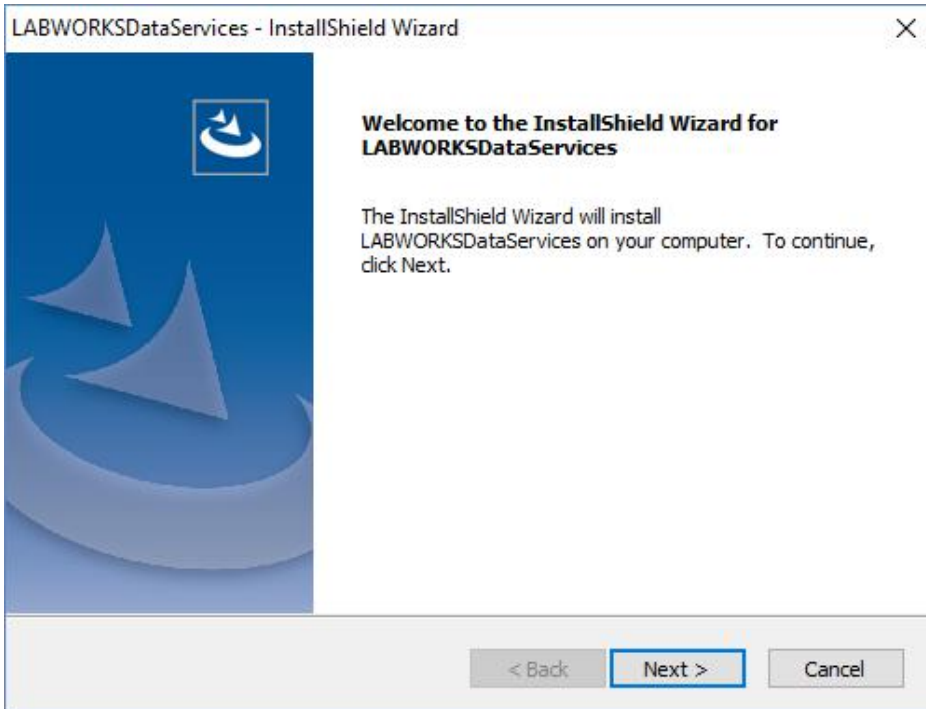 LABWORKSDataServices - InstallShield Wizard
Welcome to the InstallShield Wizard for
LABWORKSDataServices
The InstallShield Wizard will install
LABWORKSDataServices on your computer.  To continue,
click Next.
< Back
Next >
Cancel